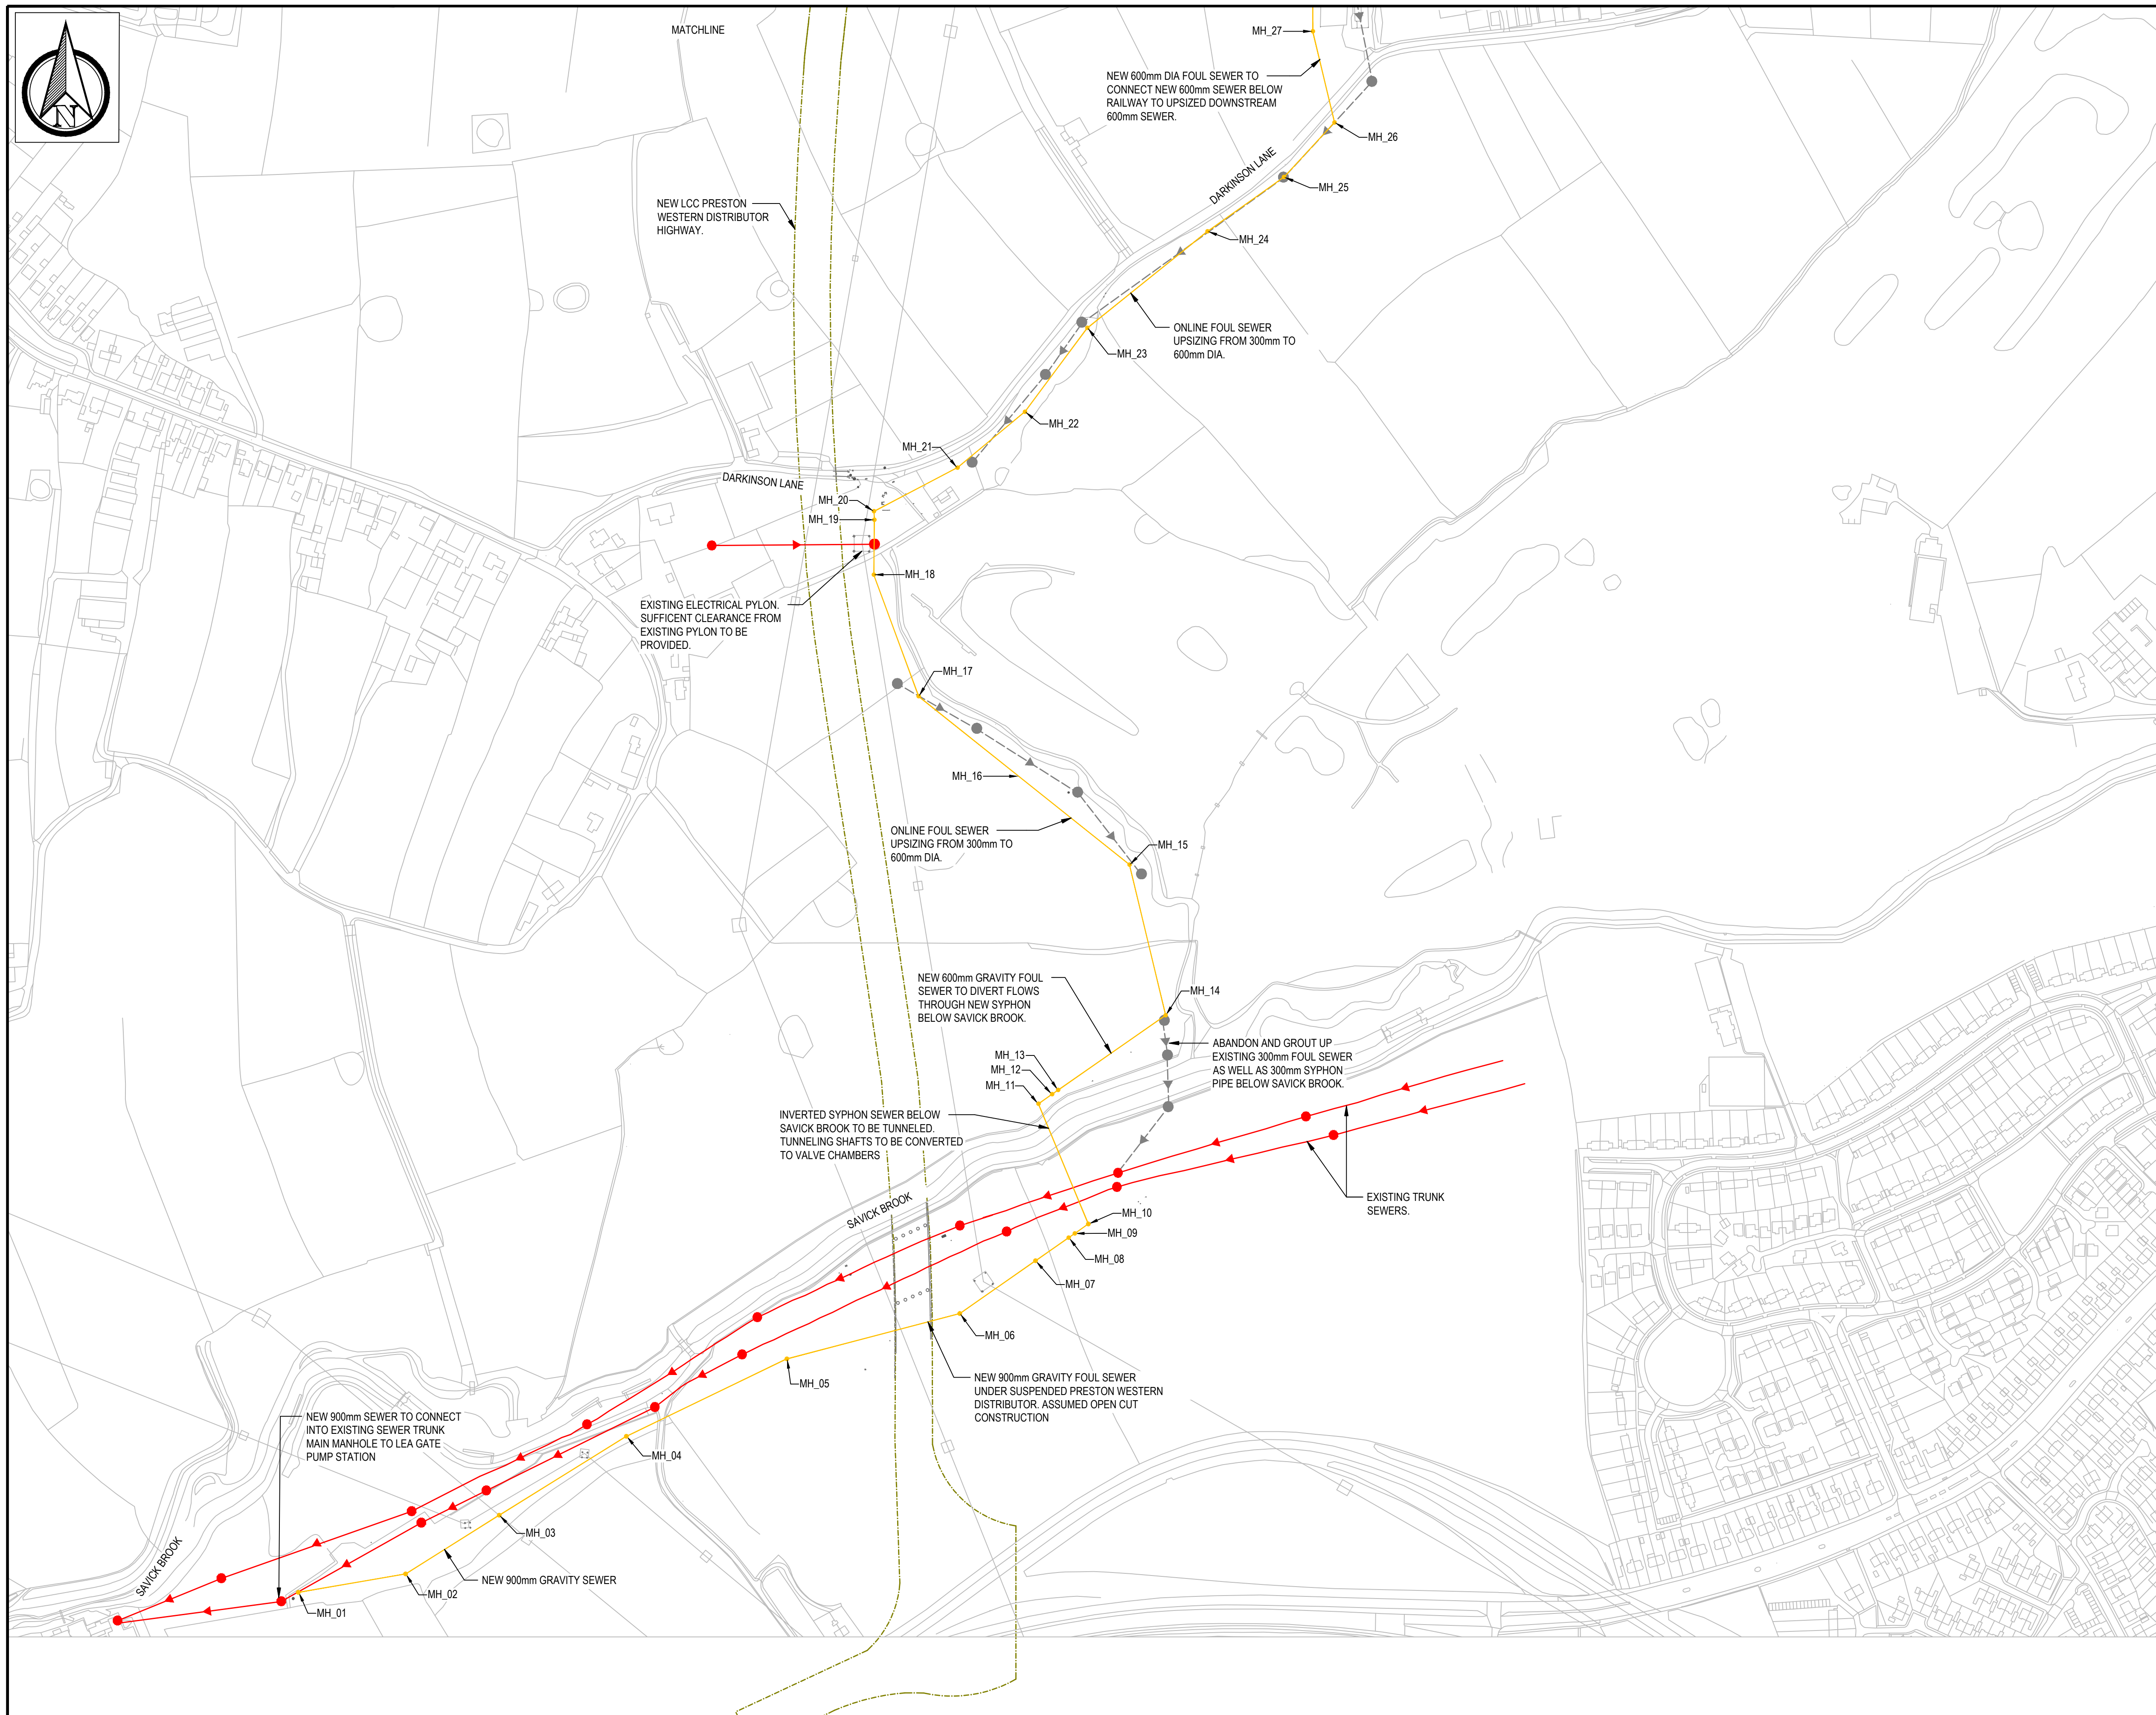 N
MATCHLINE
MH_27
NEW 600mm DIA FOUL SEWER TO
CONNECT NEW 600mm SEWER BELOW
RAILWAY TO UPSIZED DOWNSTREAM
600mm SEWER.
MH_26
DARKINSON LANE
MH_25
NEW LCC PRESTON
WESTERN DISTRIBUTOR
HIGHWAY.
MH_24
ONLINE FOUL SEWER
UPSIZING FROM 300mm TO
600mm DIA.
MH_23
MH_22
MH_21
DARKINSON LANE
MH_20
MH_19
MH_18
EXISTING ELECTRICAL PYLON.
SUFFICENT CLEARANCE FROM
EXISTING PYLON TO BE
PROVIDED.
MH_17
MH_16
ONLINE FOUL SEWER
UPSIZING FROM 300mm TO
600mm DIA.
MH_15
NEW 600mm GRAVITY FOUL
SEWER TO DIVERT FLOWS
THROUGH NEW SYPHON
BELOW SAVICK BROOK.
MH_14
ABANDON AND GROUT UP
EXISTING 300mm FOUL SEWER
AS WELL AS 300mm SYPHON
PIPE BELOW SAVICK BROOK.
MH_13
MH_12
MH_11
INVERTED SYPHON SEWER BELOW
SAVICK BROOK TO BE TUNNELED.
TUNNELING SHAFTS TO BE CONVERTED
TO VALVE CHAMBERS
SAVICK BROOK
EXISTING TRUNK
SEWERS.
MH_10
MH_09
MH_08
MH_07
MH_06
MH_05
NEW 900mm GRAVITY FOUL SEWER
UNDER SUSPENDED PRESTON WESTERN
DISTRIBUTOR. ASSUMED OPEN CUT
CONSTRUCTION
NEW 900mm SEWER TO CONNECT
INTO EXISTING SEWER TRUNK
MAIN MANHOLE TO LEA GATE
PUMP STATION
MH_04
MH_03
SAVICK BROOK
NEW 900mm GRAVITY SEWER
MH_02
MH_01